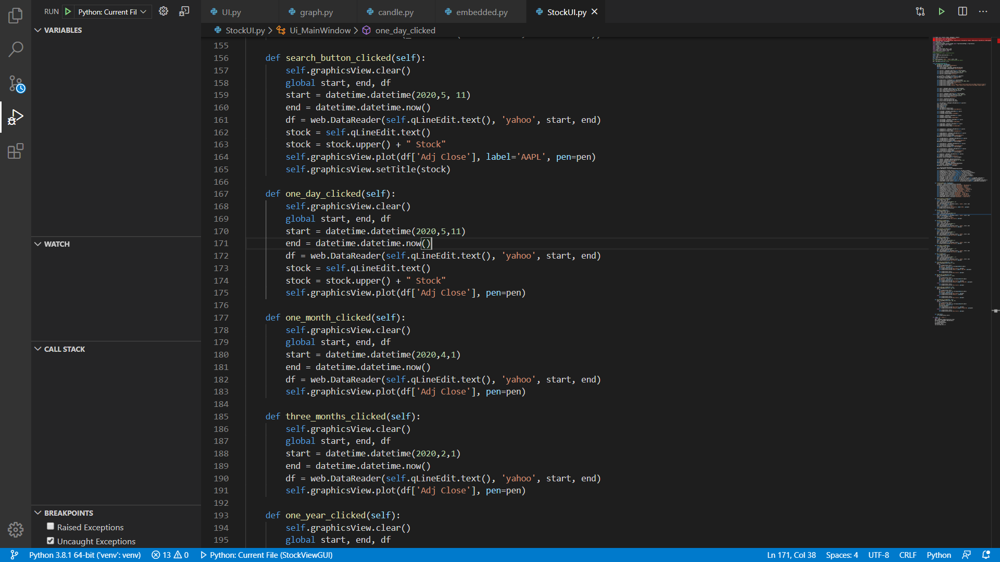 RUN Python: Current Fil
UI.py graph.py candle.py embedded.py StockUI.py
StockUI.py > Ui_MainWindow > one_day_clicked
VARIABLES
WATCH
CALL STACK
BREAKPOINTS
Raised Exceptions
Uncaught Exceptions
155
156 def search_button_clicked(self):
157 self.graphicsView.clear()
158 global start, end, df
159 start = datetime.datetime(2020,5, 11)
160 end = datetime.datetime.now()
161 df = web.DataReader(self.qLineEdit.text(), 'yahoo', start, end)
162 stock = self.qLineEdit.text()
163 stock = stock.upper() + " Stock"
164 self.graphicsView.plot(df['Adj Close'], label='AAPL', pen=pen)
165 self.graphicsView.setTitle(stock)
166
167 def one_day_clicked(self):
168 self.graphicsView.clear()
169 global start, end, df
170 start = datetime.datetime(2020,5,11)
171 end = datetime.datetime.now()
172 df = web.DataReader(self.qLineEdit.text(), 'yahoo', start, end)
173 stock = self.qLineEdit.text()
174 stock = stock.upper() + " Stock"
175 self.graphicsView.plot(df['Adj Close'], pen=pen)
176
177 def one_month_clicked(self):
178 self.graphicsView.clear()
179 global start, end, df
180 start = datetime.datetime(2020,4,1)
181 end = datetime.datetime.now()
182 df = web.DataReader(self.qLineEdit.text(), 'yahoo', start, end)
183 self.graphicsView.plot(df['Adj Close'], pen=pen)
184
185 def three_months_clicked(self):
186 self.graphicsView.clear()
187 global start, end, df
188 start = datetime.datetime(2020,2,1)
189 end = datetime.datetime.now()
190 df = web.DataReader(self.qLineEdit.text(), 'yahoo', start, end)
191 self.graphicsView.plot(df['Adj Close'], pen=pen)
192
193 def one_year_clicked(self):
194 self.graphicsView.clear()
195 global start, end, df
Python 3.8.1 64-bit ('venv': venv) 13 0 Python: Current File (StockViewGUI) Ln 171, Col 38 Spaces: 4 UTF-8 CRLF Python